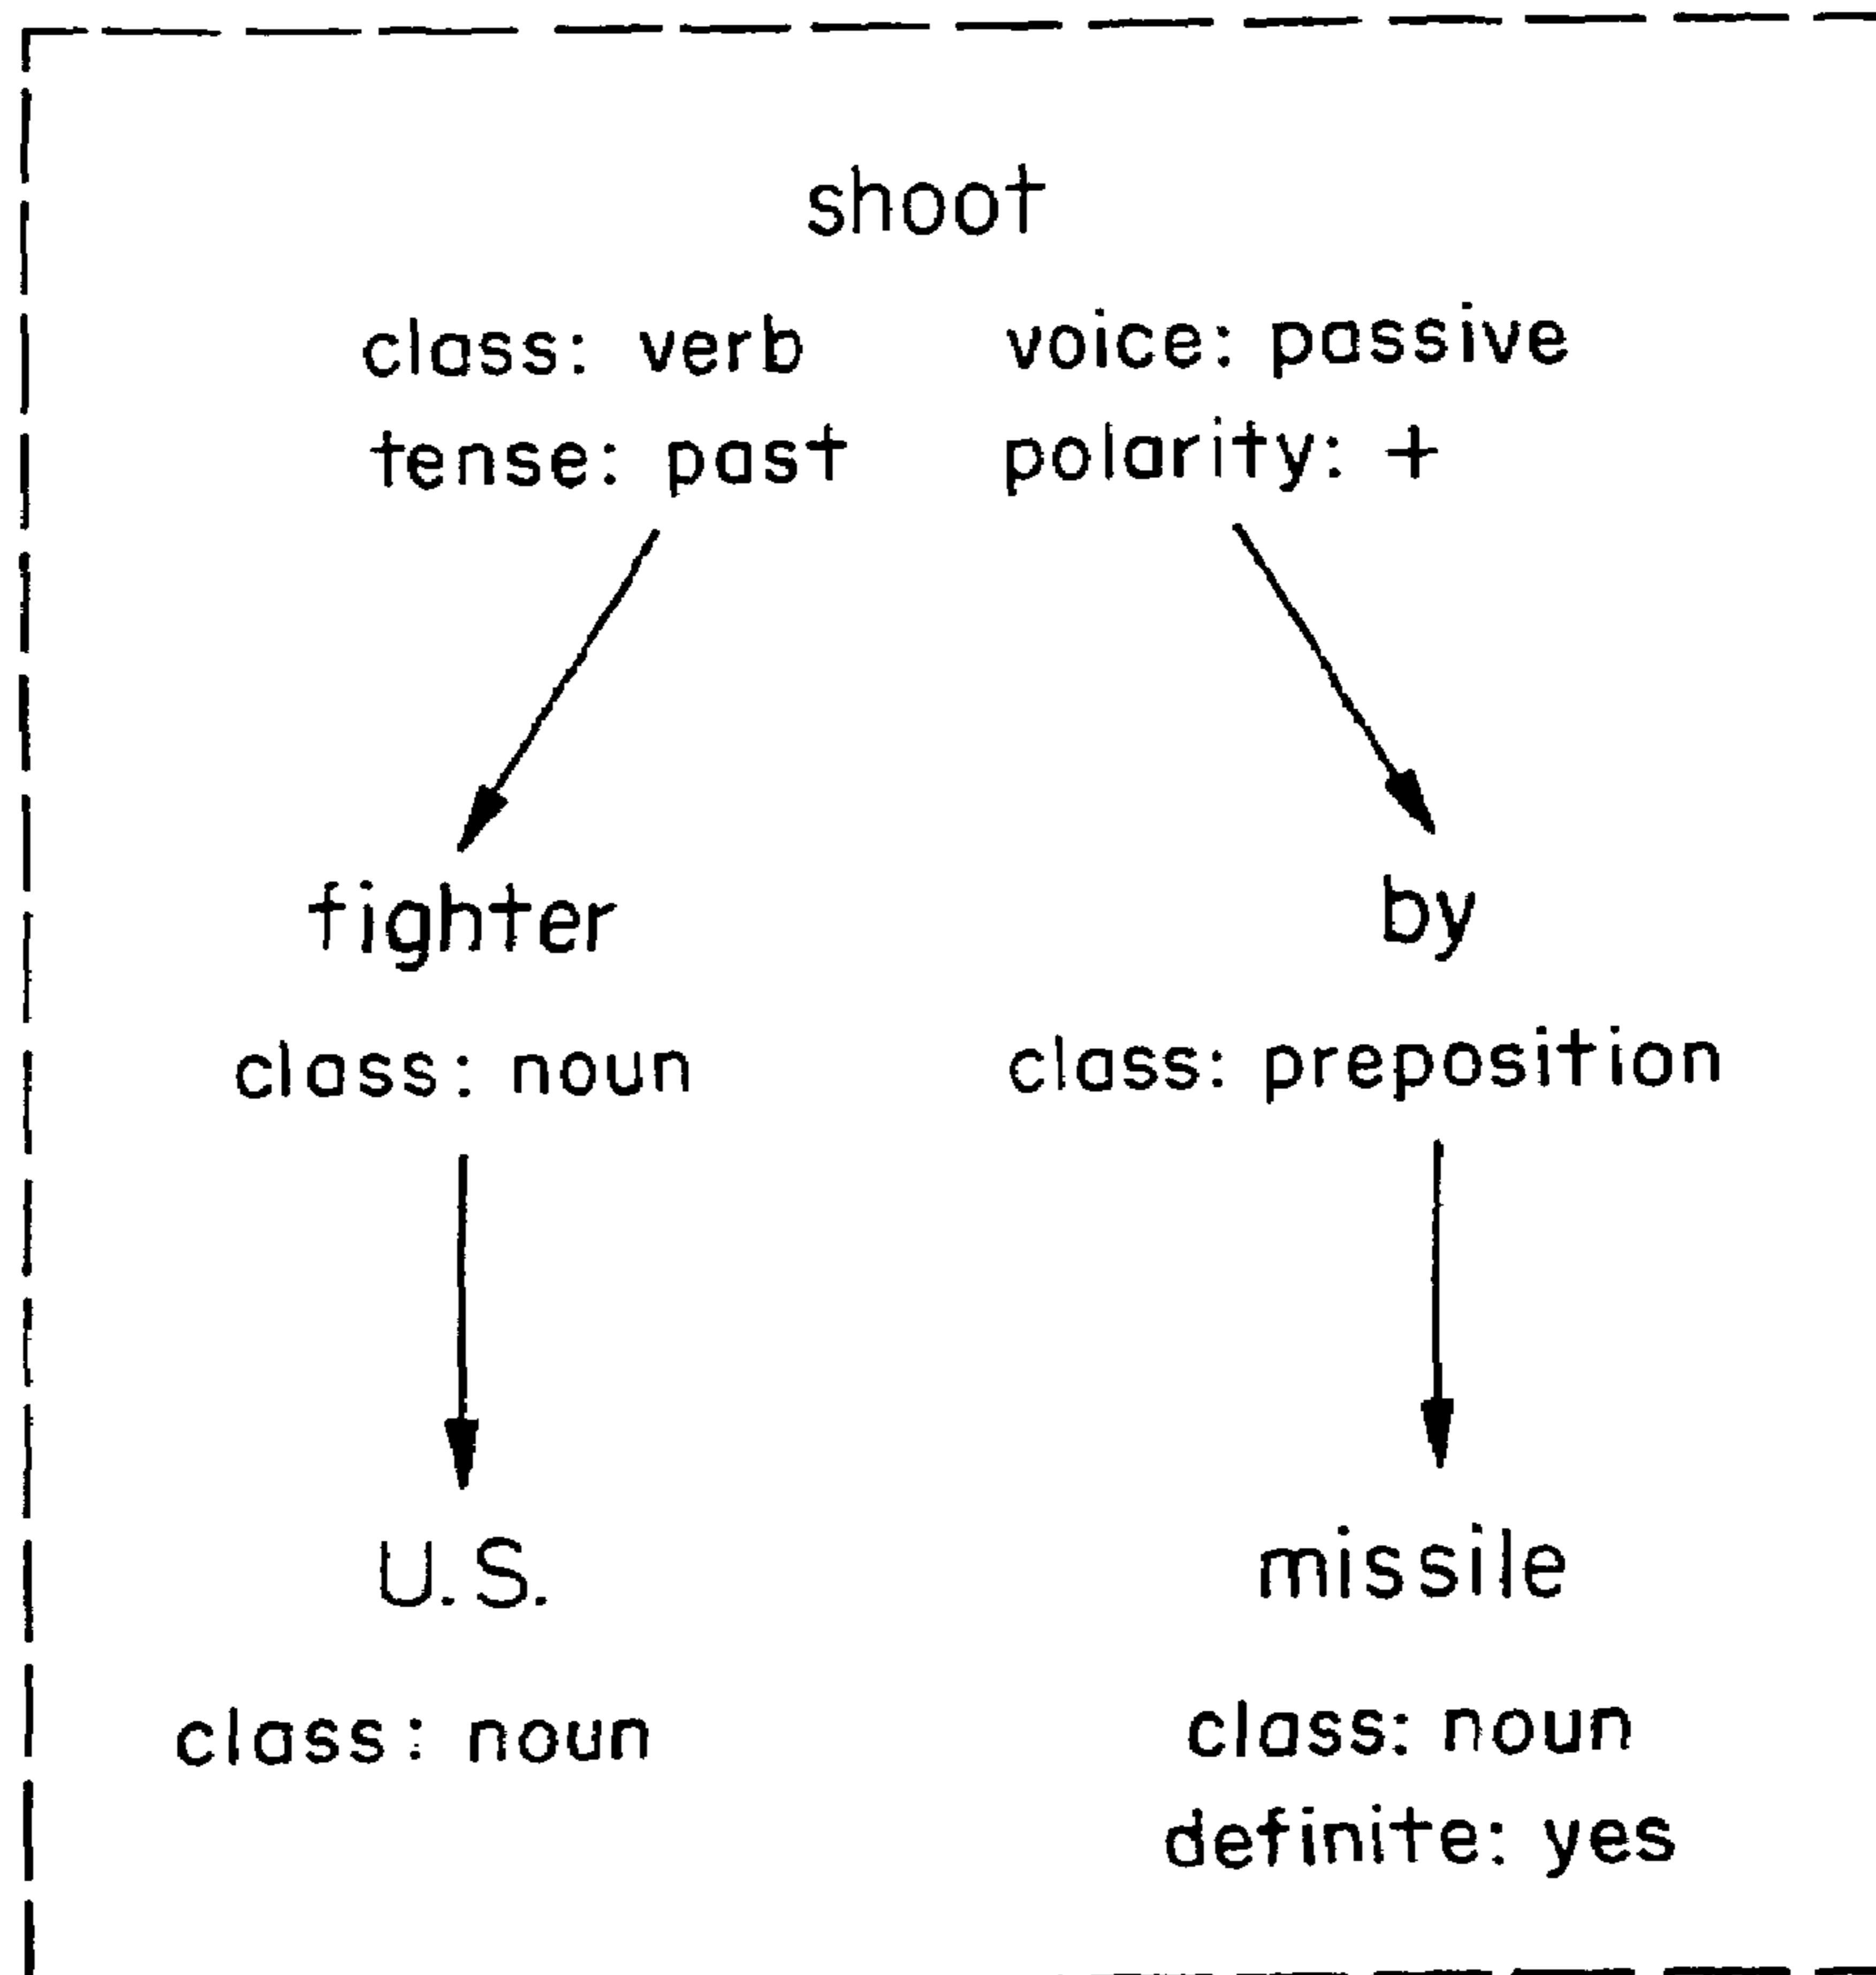 shoot
class: verb voice: passive
tense: past polarity: +
fighter by
class: noun class: preposition
U.S. missile
class: noun class: noun
definite: yes